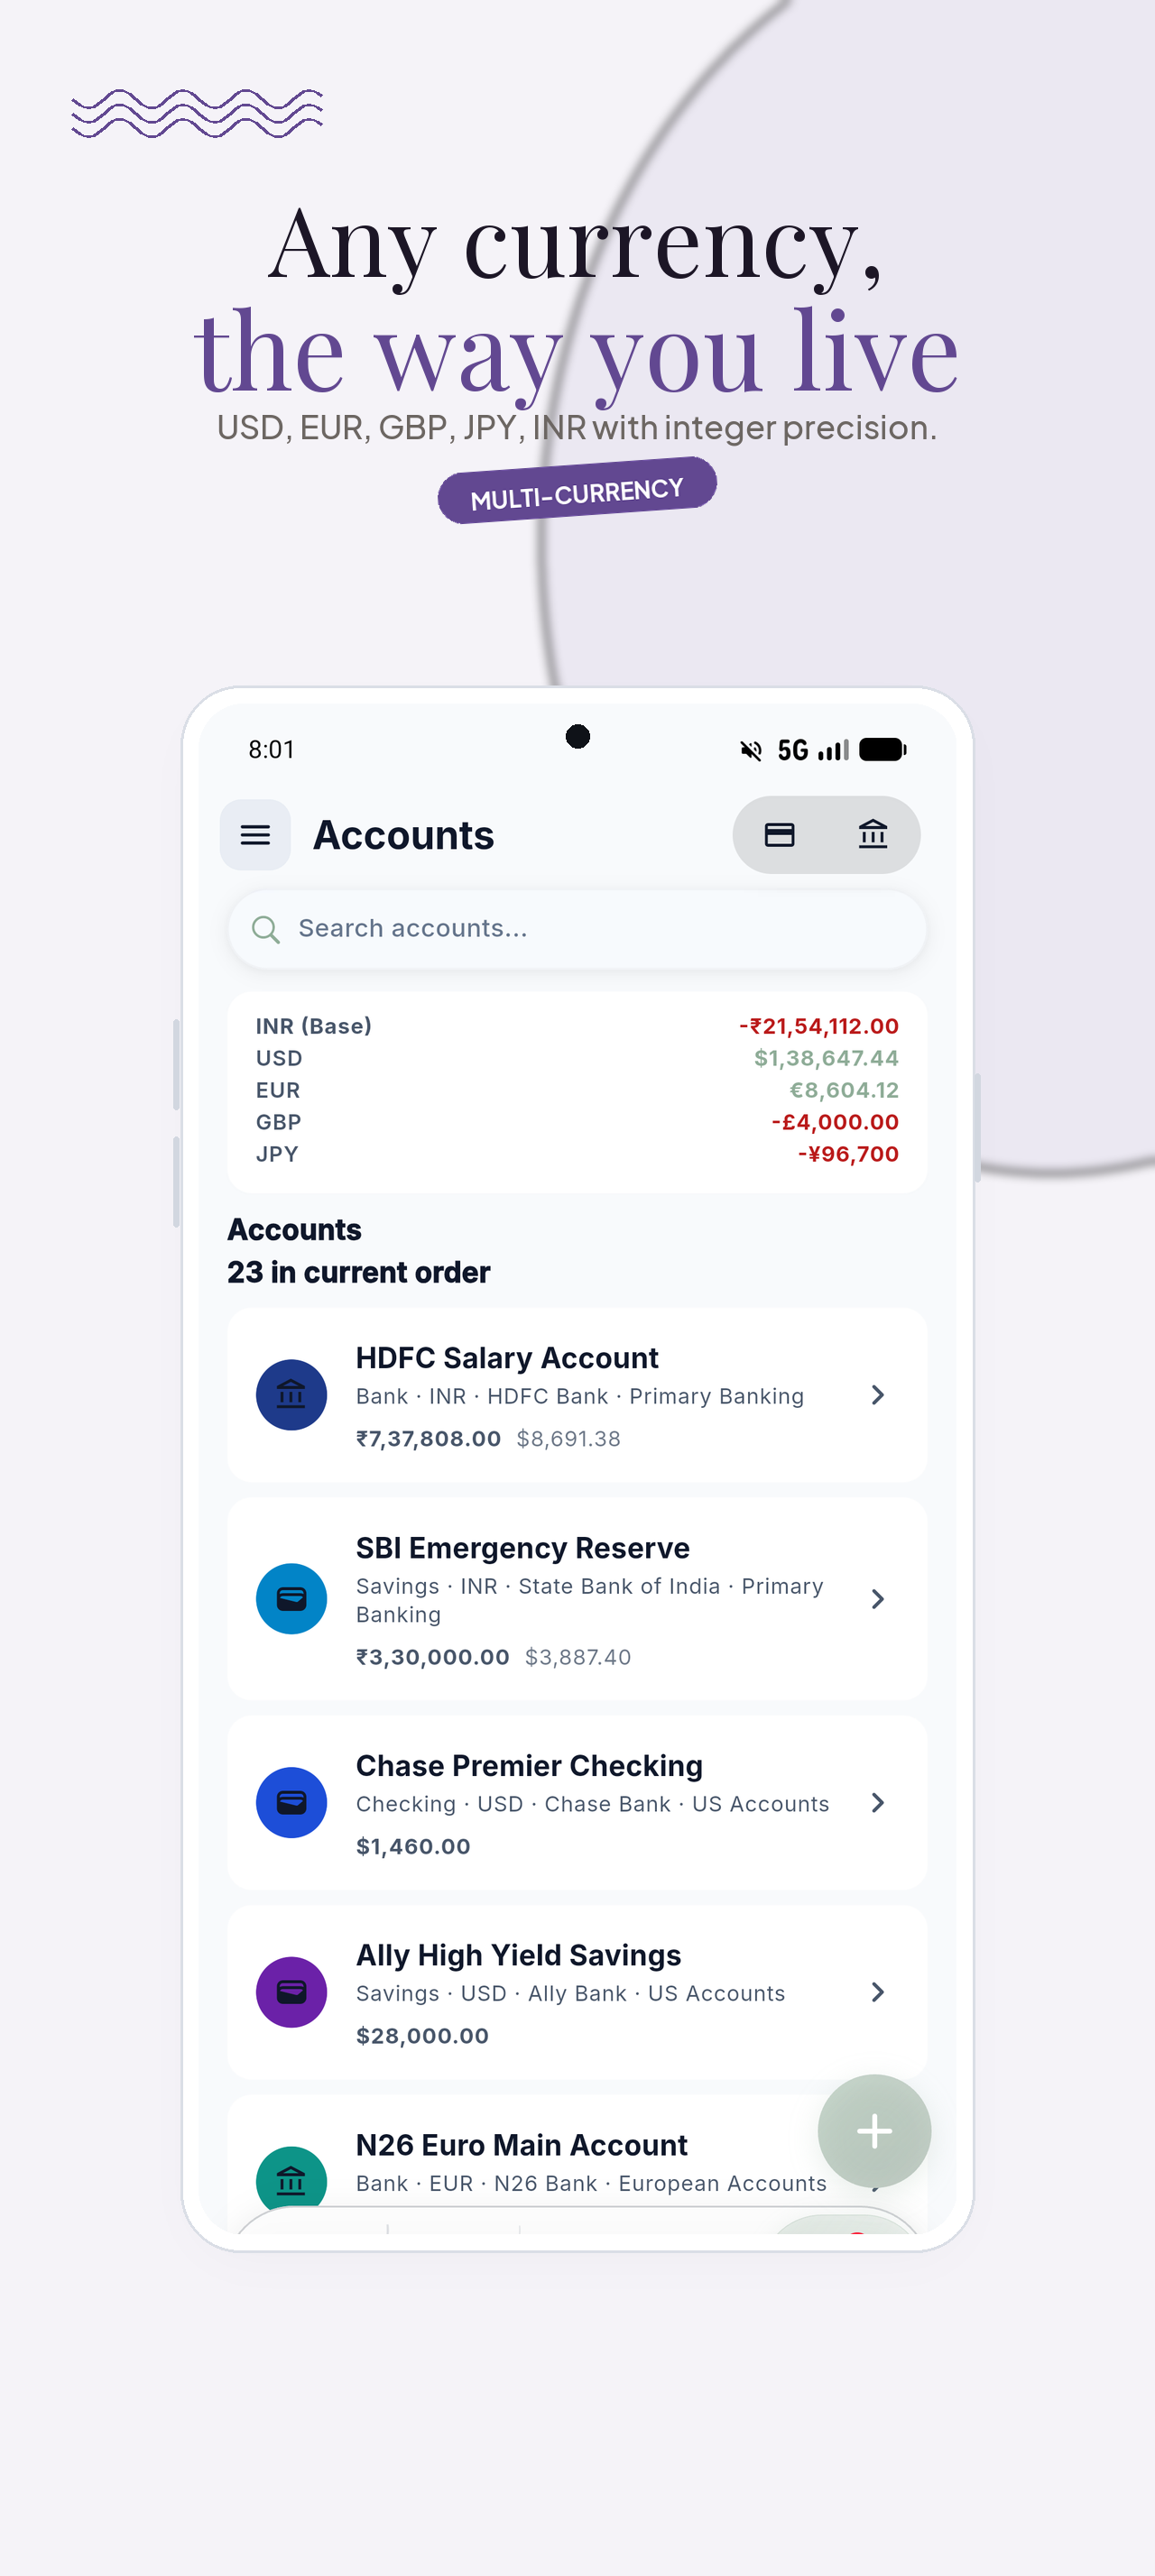 Any currency,
the way you live
USD, EUR, GBP, JPY, INR with integer precision.
MULTI-CURRENCY
8:01
5G
Accounts
Search accounts...
INR (Base) -₹21,54,112.00
USD $1,38,647.44
EUR €8,604.12
GBP -£4,000.00
JPY -¥96,700
Accounts
23 in current order
HDFC Salary Account
Bank · INR · HDFC Bank · Primary Banking
₹7,37,808.00 $8,691.38
SBI Emergency Reserve
Savings · INR · State Bank of India · Primary
Banking
₹3,30,000.00 $3,887.40
Chase Premier Checking
Checking · USD · Chase Bank · US Accounts
$1,460.00
Ally High Yield Savings
Savings · USD · Ally Bank · US Accounts
$28,000.00
N26 Euro Main Account
Bank · EUR · N26 Bank · European Accounts